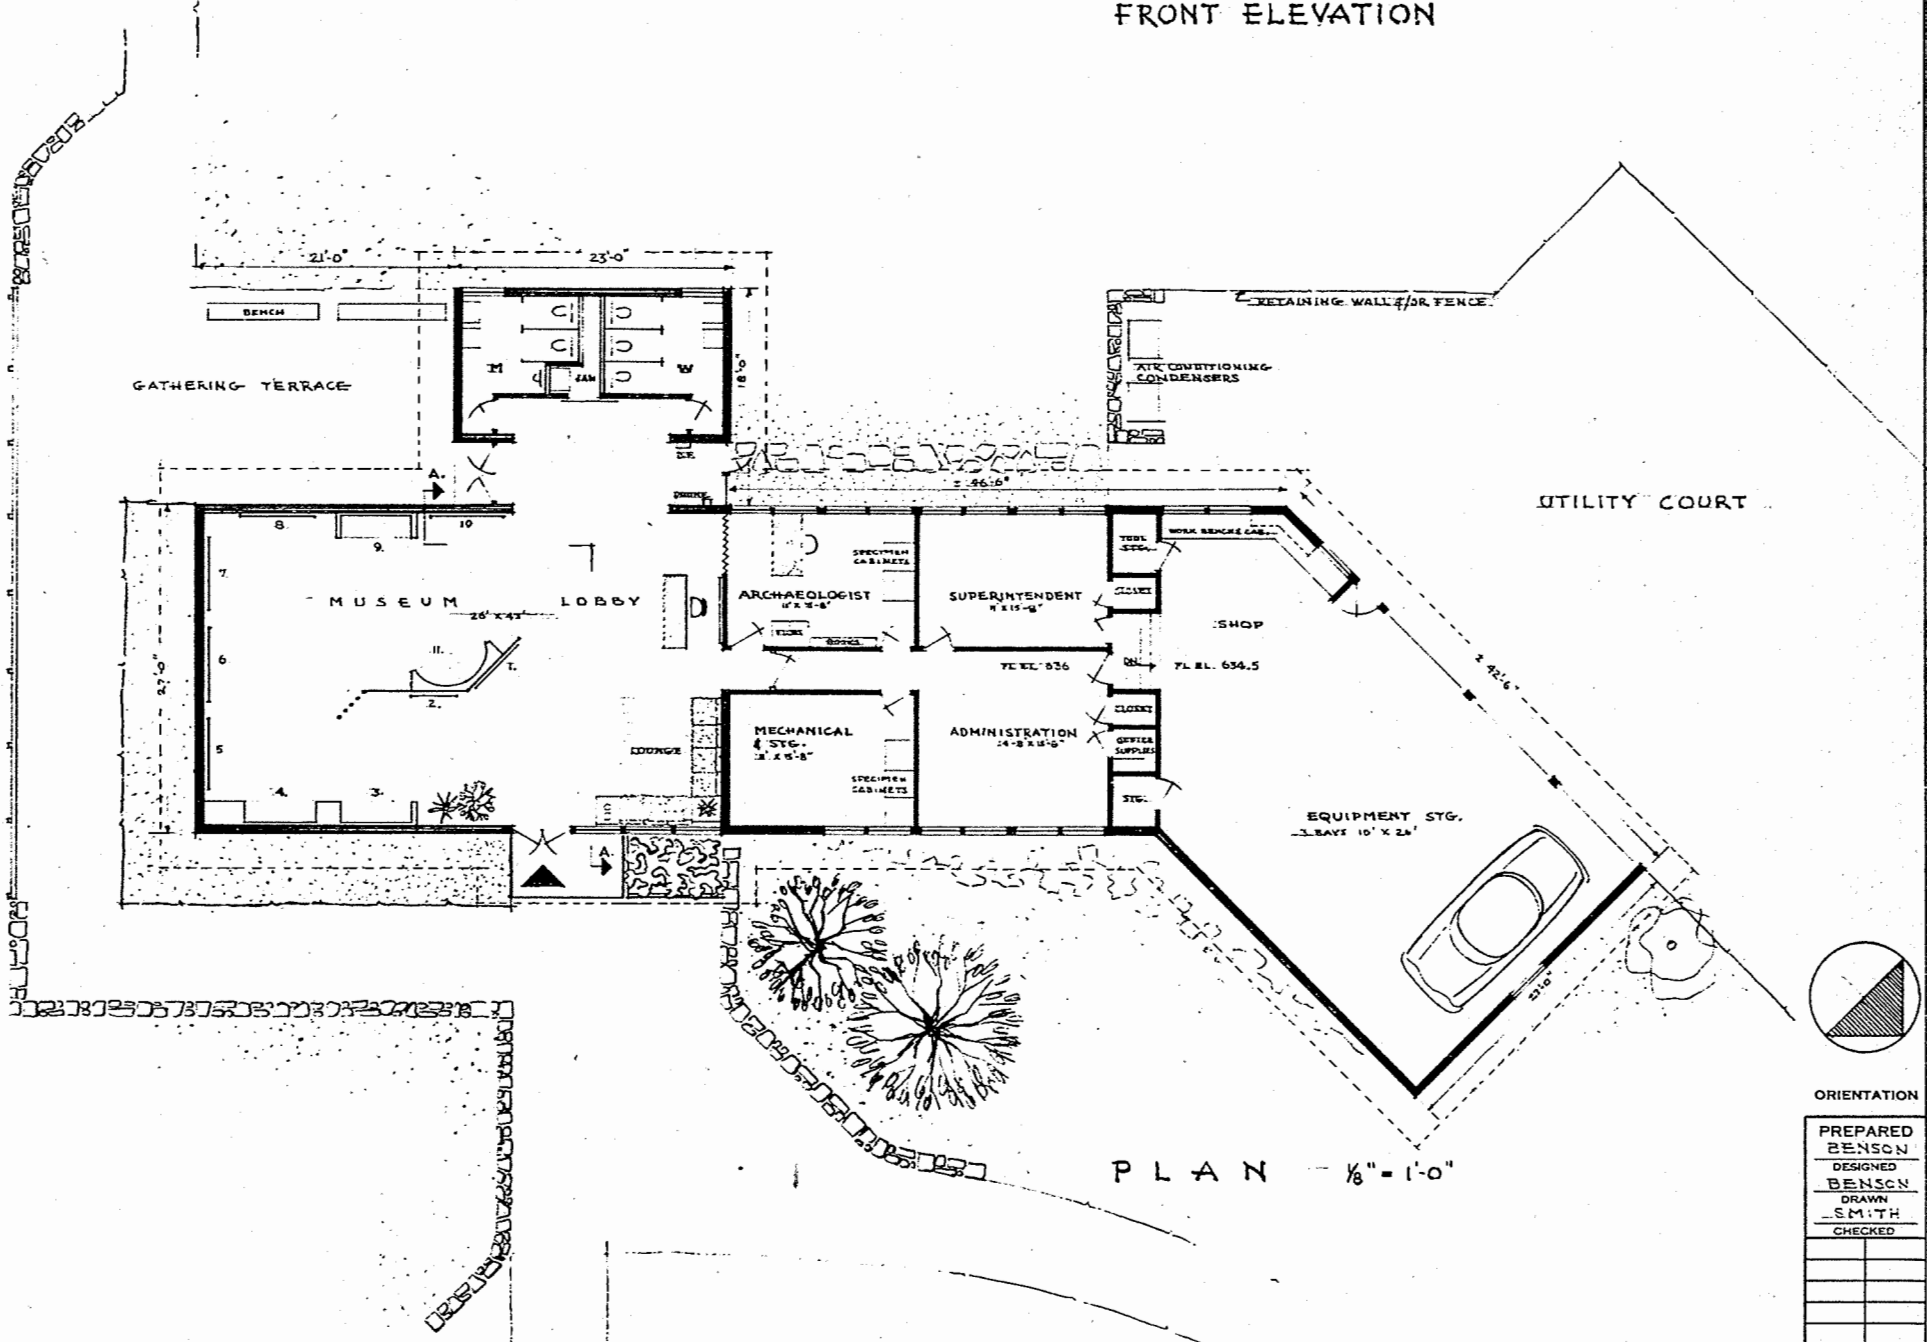 FRONT ELEVATION
21'-0"
23'-0"
BENCH
RETAINING WALL &/OR FENCE
GATHERING TERRACE
M
JAN
W
18'-0"
AIR CONDITIONING
CONDENSERS
A.
± 46'-6"
UTILITY COURT
8.
9.
10
TOOL
STG.
WORK BENCH & CAB.
SPECIMEN
CABINETS
7.
MUSEUM
LOBBY
26' X 43'
ARCHAEOLOGIST
SUPERINTENDENT
11' X 15'-8"
CLOSET
SHOP
11.
1.
6.
2.
27'-0"
FL EL 636
DN
FL EL. 634.5
± 42'-6"
5
LOUNGE
MECHANICAL
& STG.
ADMINISTRATION
CLOSET
OFFICE
SUPPLIES
SPECIMEN
CABINETS
4.
3.
STG.
EQUIPMENT STG.
3 BAYS 10' X 26'
A.
ORIENTATION
PLAN - 1/8" = 1'-0"
PREPARED
BENSON
DESIGNED
BENSON
DRAWN
SMITH
CHECKED